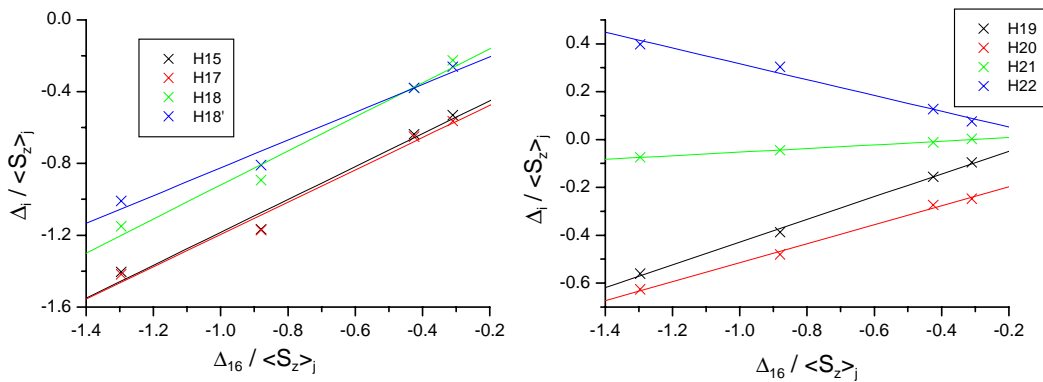 0.0
-0.4
-0.8
-1.2
-1.6
Δi / <Sz>j
H15
H17
H18
H18'
-1.4 -1.2 -1.0 -0.8 -0.6 -0.4 -0.2
Δ16 / <Sz>j
0.4
0.2
0.0
-0.2
-0.4
-0.6
Δi / <Sz>j
H19
H20
H21
H22
-1.4 -1.2 -1.0 -0.8 -0.6 -0.4 -0.2
Δ16 / <Sz>j